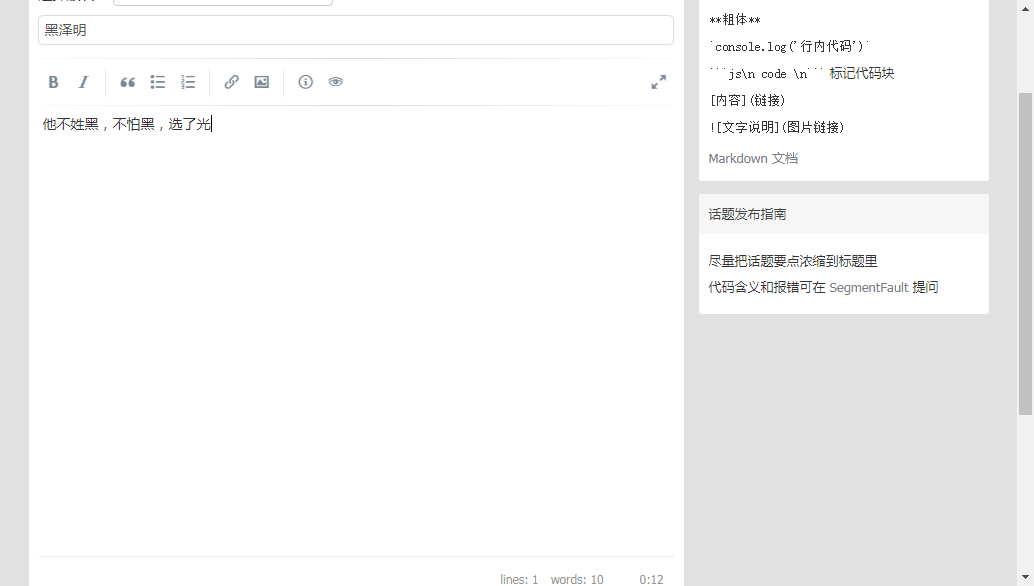 黑泽明
他不姓黑，不怕黑，选了光
lines: 1 words: 10 0:12
**粗体**
`console.log('行内代码')`
```js\n code \n``` 标记代码块
[内容](链接)
![文字说明](图片链接)
Markdown 文档
话题发布指南
尽量把话题要点浓缩到标题里
代码含义和报错可在 SegmentFault 提问